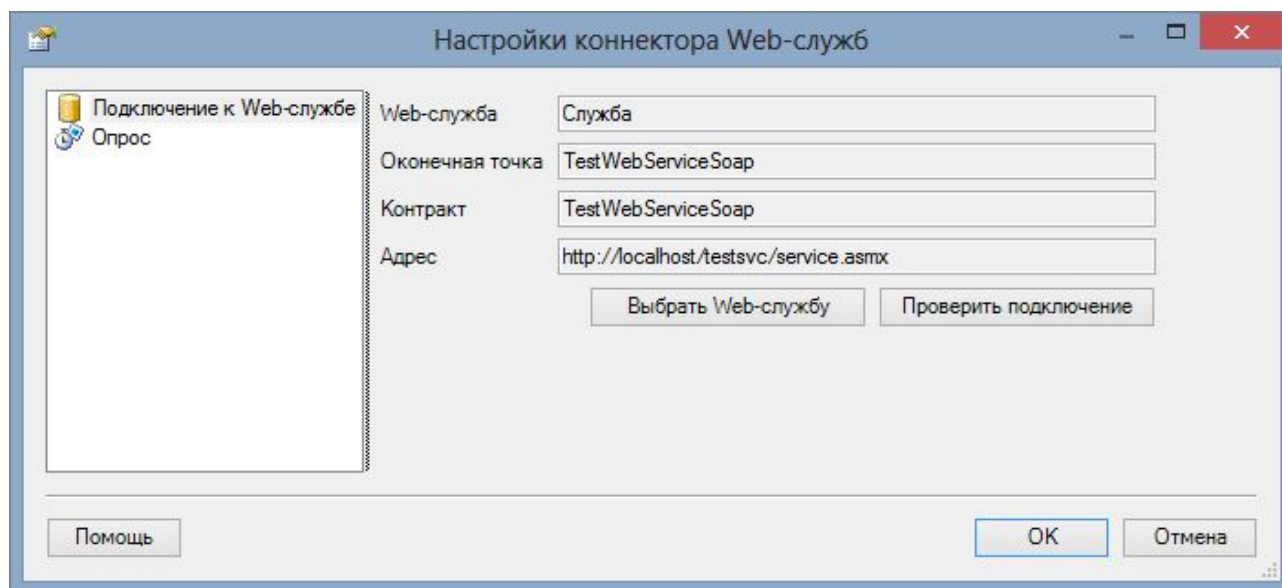 Настройки коннектора Web-служб
Подключение к Web-службе
Опрос
Web-служба
Служба
Оконечная точка
TestWebServiceSoap
Контракт
TestWebServiceSoap
Адрес
http://localhost/testsvc/service.asmx
Выбрать Web-службу
Проверить подключение
Помощь
OK
Отмена